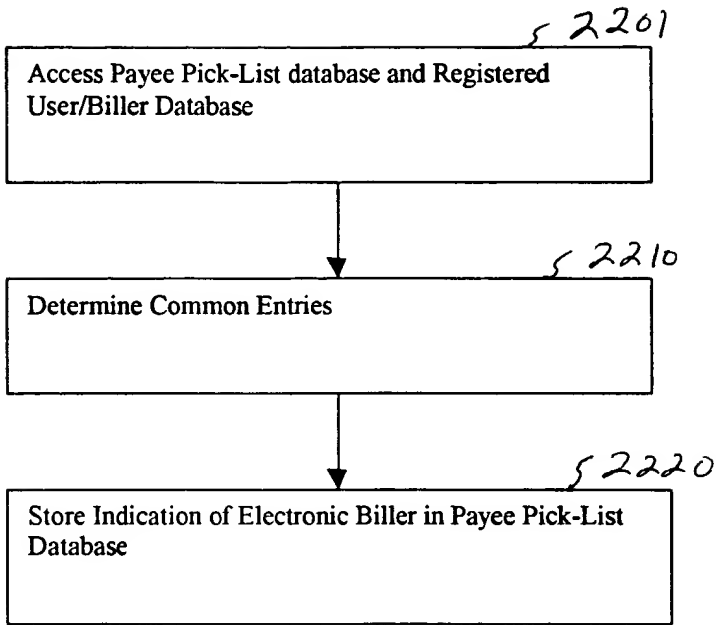 2201
Access Payee Pick-List database and Registered
User/Biller Database
2210
Determine Common Entries
2220
Store Indication of Electronic Biller in Payee Pick-List
Database